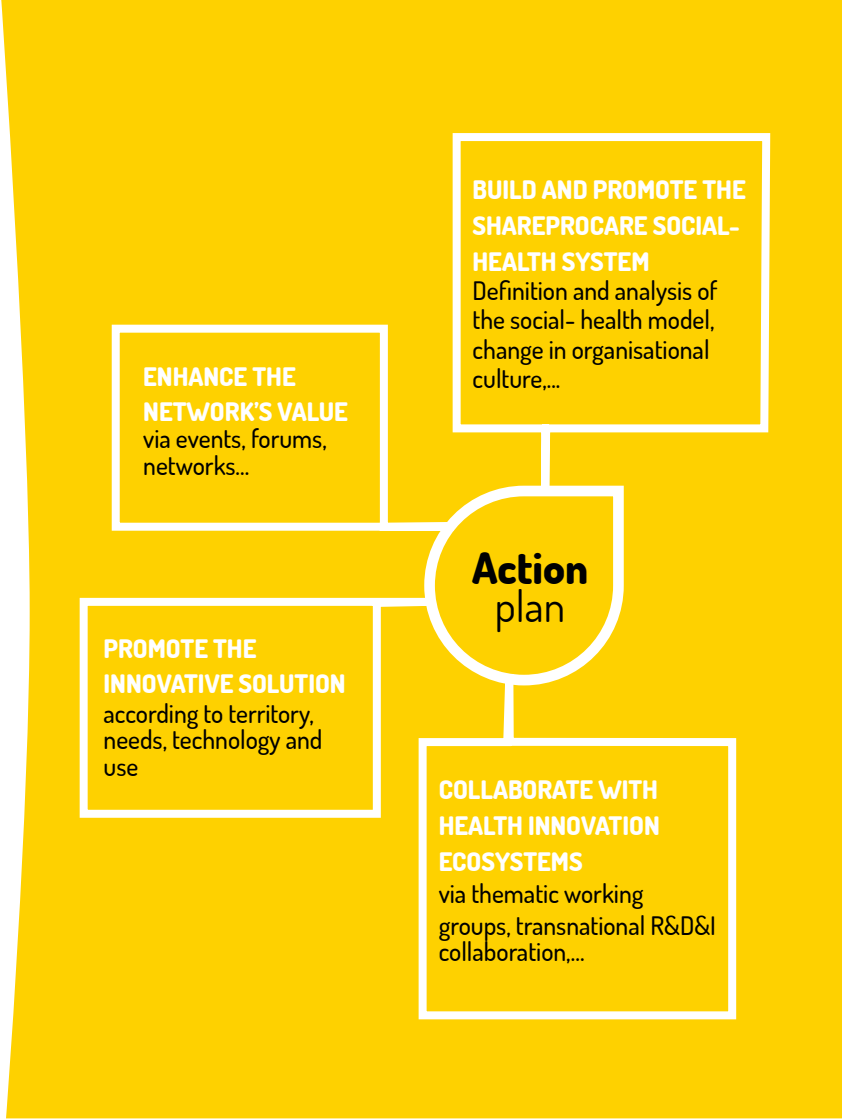 BUILD AND PROMOTE THE
SHAREPROCARE SOCIAL-
HEALTH SYSTEM
Definition and analysis of
the social- health model,
change in organisational
culture,...
ENHANCE THE
NETWORK'S VALUE
via events, forums,
networks...
Action
plan
PROMOTE THE
INNOVATIVE SOLUTION
according to territory,
needs, technology and
use
COLLABORATE WITH
HEALTH INNOVATION
ECOSYSTEMS
via thematic working
groups, transnational R&D&I
collaboration,...